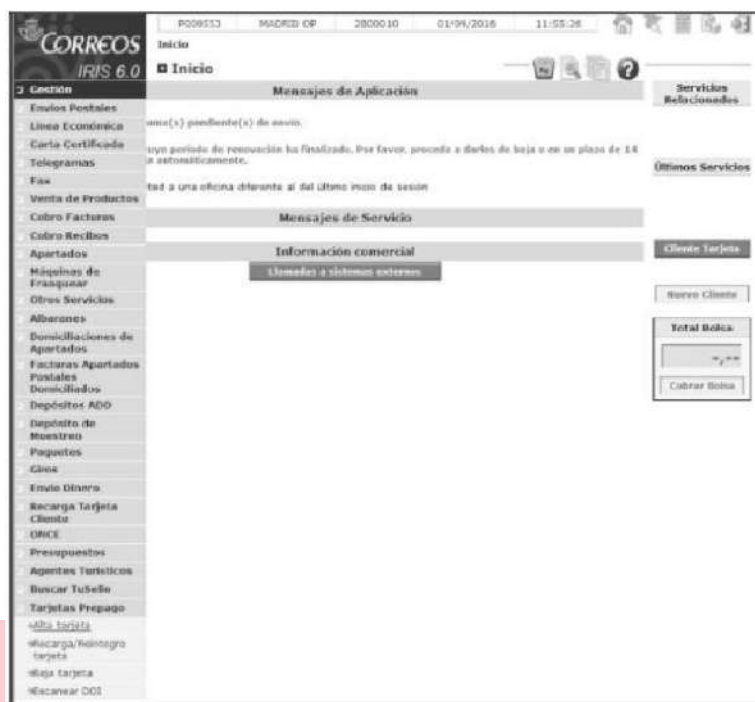 CORREOS
IRIS 6.0
MADRID OP
2800010
01/04/2016
11:55:26
Inicio
Inicio
Gestión
Envíos Postales
Línea Económica
Carta Certificada
Telegramas
Fax
Venta de Productos
Cobro Facturas
Cobro Recibos
Apartados
Máquinas de
Franquear
Otros Servicios
Albaranes
Domiciliaciones de
Apartados
Facturas Apartados
Postales
Domiciliados
Depósitos ADO
Depósito de
Muestreo
Paquetes
Giros
Envío Dinero
Recarga Tarjeta
Cliente
ONCE
Presupuestos
Agentes Turísticos
Buscar TuSello
Tarjetas Prepago
Alta tarjeta
Recarga/Reintegro
tarjeta
Baja tarjeta
Escanear DOI
Mensajes de Aplicación
(s) pendiente(s) de envío.
uyo periodo de renovación ha finalizado. Por favor, proceda a darlos de baja o en un plazo de 14
automáticamente.
ted a una oficina diferente al del último inicio de sesión
Mensajes de Servicio
Información comercial
Llamadas a sistemas externos
Servicios
Relacionados
Últimos Servicios
Cliente Tarjeta
Nuevo Cliente
Total Bolsa
-,--
Cobrar Bolsa